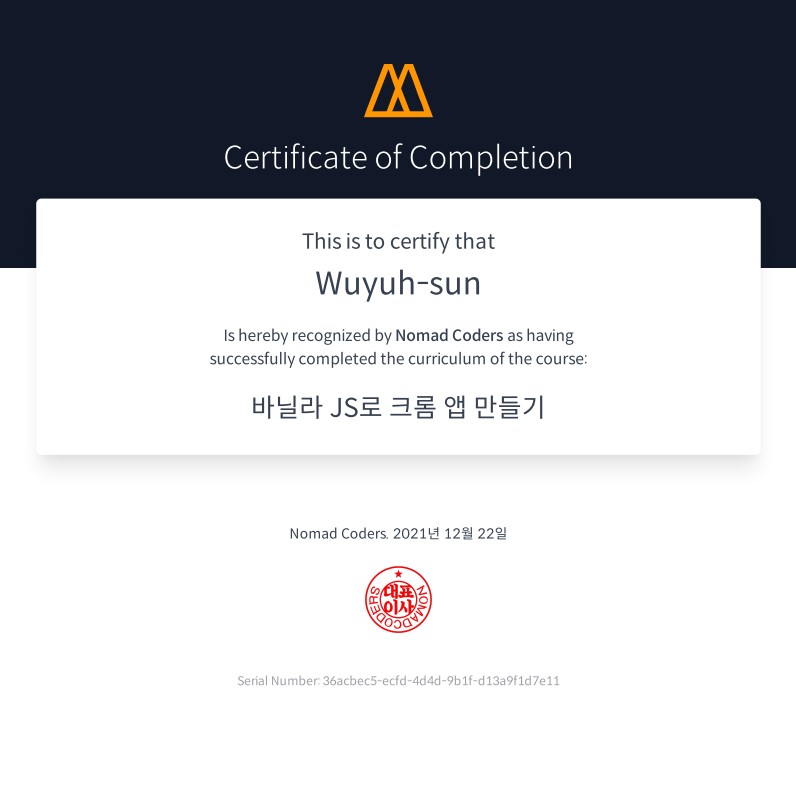 Certificate of Completion
This is to certify that
Wuyuh-sun
Is hereby recognized by Nomad Coders as having
successfully completed the curriculum of the course:
바닐라 JS로 크롬 앱 만들기
Nomad Coders. 2021년 12월 22일
대표
이사
NOMADCODERS
Serial Number: 36acbec5-ecfd-4d4d-9b1f-d13a9f1d7e11